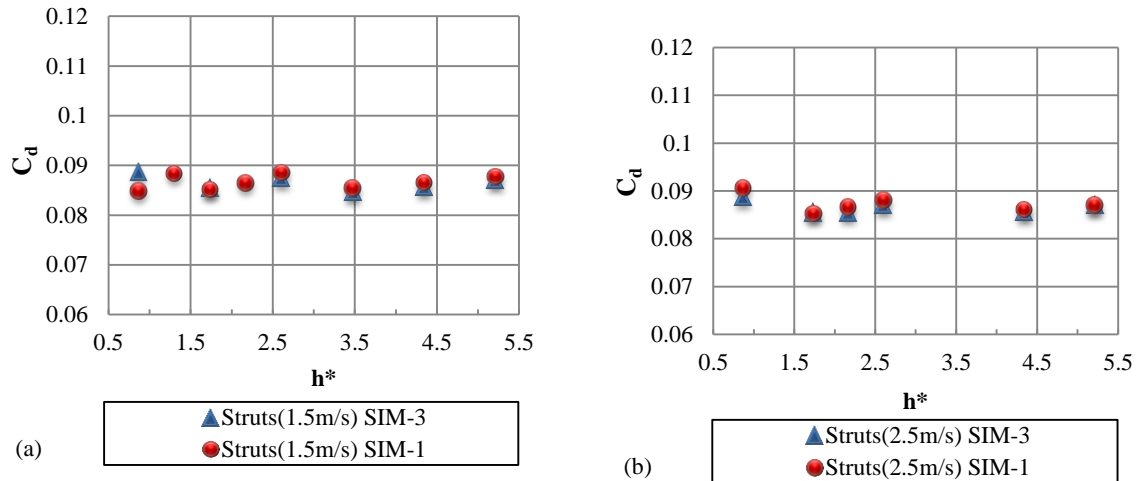 0.12
0.11
0.1
0.09
0.08
0.07
0.06
C_d
0.5 1.5 2.5 3.5 4.5 5.5
h*
Struts(1.5m/s) SIM-3
Struts(1.5m/s) SIM-1
(a)
0.12
0.11
0.1
0.09
0.08
0.07
0.06
C_d
0.5 1.5 2.5 3.5 4.5 5.5
h*
Struts(2.5m/s) SIM-3
Struts(2.5m/s) SIM-1
(b)